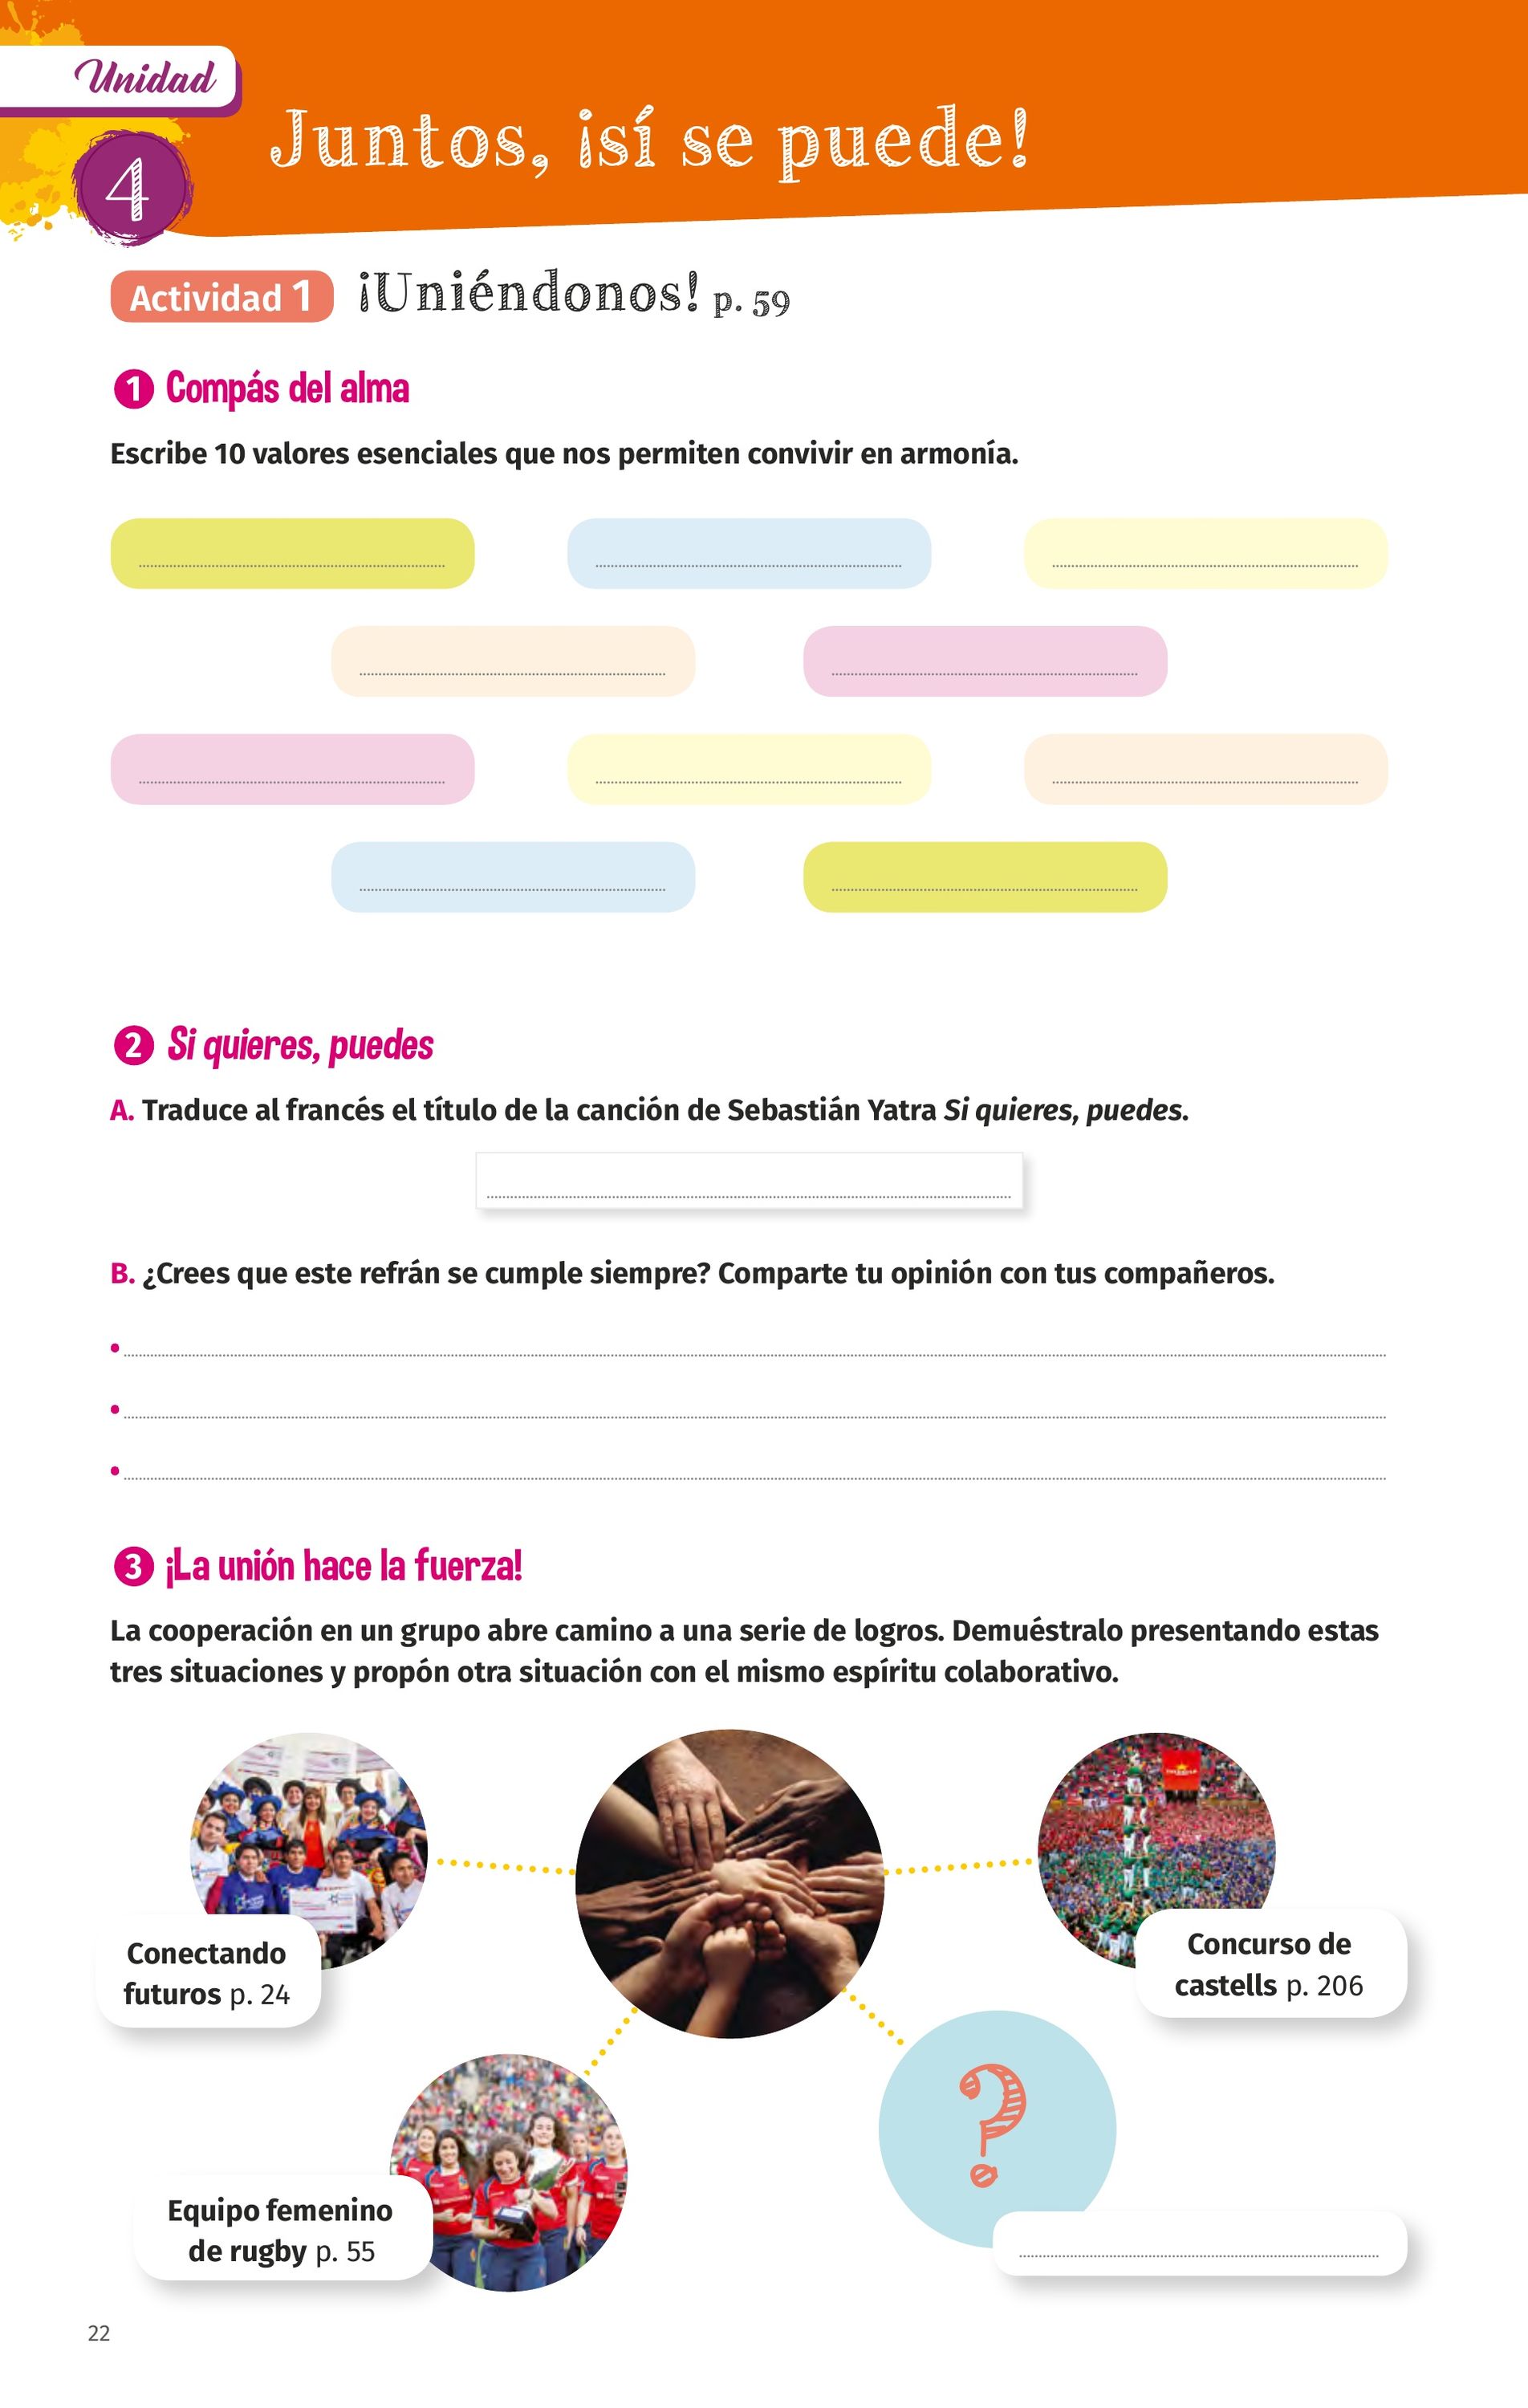 Unidad
4
Juntos, ¡sí se puede!
Actividad 1 ¡Uniéndonos! p. 59
1 Compás del alma
Escribe 10 valores esenciales que nos permiten convivir en armonía.
2 Si quieres, puedes
A. Traduce al francés el título de la canción de Sebastián Yatra Si quieres, puedes.
B. ¿Crees que este refrán se cumple siempre? Comparte tu opinión con tus compañeros.
•
•
•
3 ¡La unión hace la fuerza!
La cooperación en un grupo abre camino a una serie de logros. Demuéstralo presentando estas
tres situaciones y propón otra situación con el mismo espíritu colaborativo.
Conectando
futuros p. 24
Concurso de
castells p. 206
?
Equipo femenino
de rugby p. 55
22